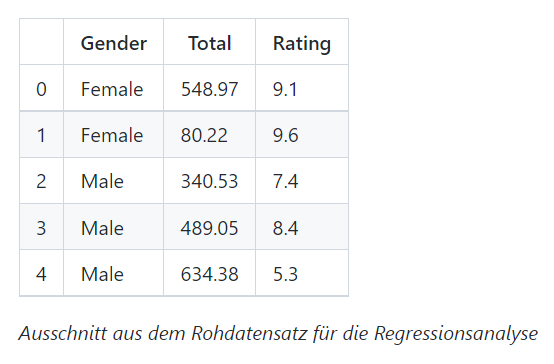 Gender Total Rating
0 Female 548.97 9.1
1 Female 80.22 9.6
2 Male 340.53 7.4
3 Male 489.05 8.4
4 Male 634.38 5.3
Ausschnitt aus dem Rohdatensatz für die Regressionsanalyse